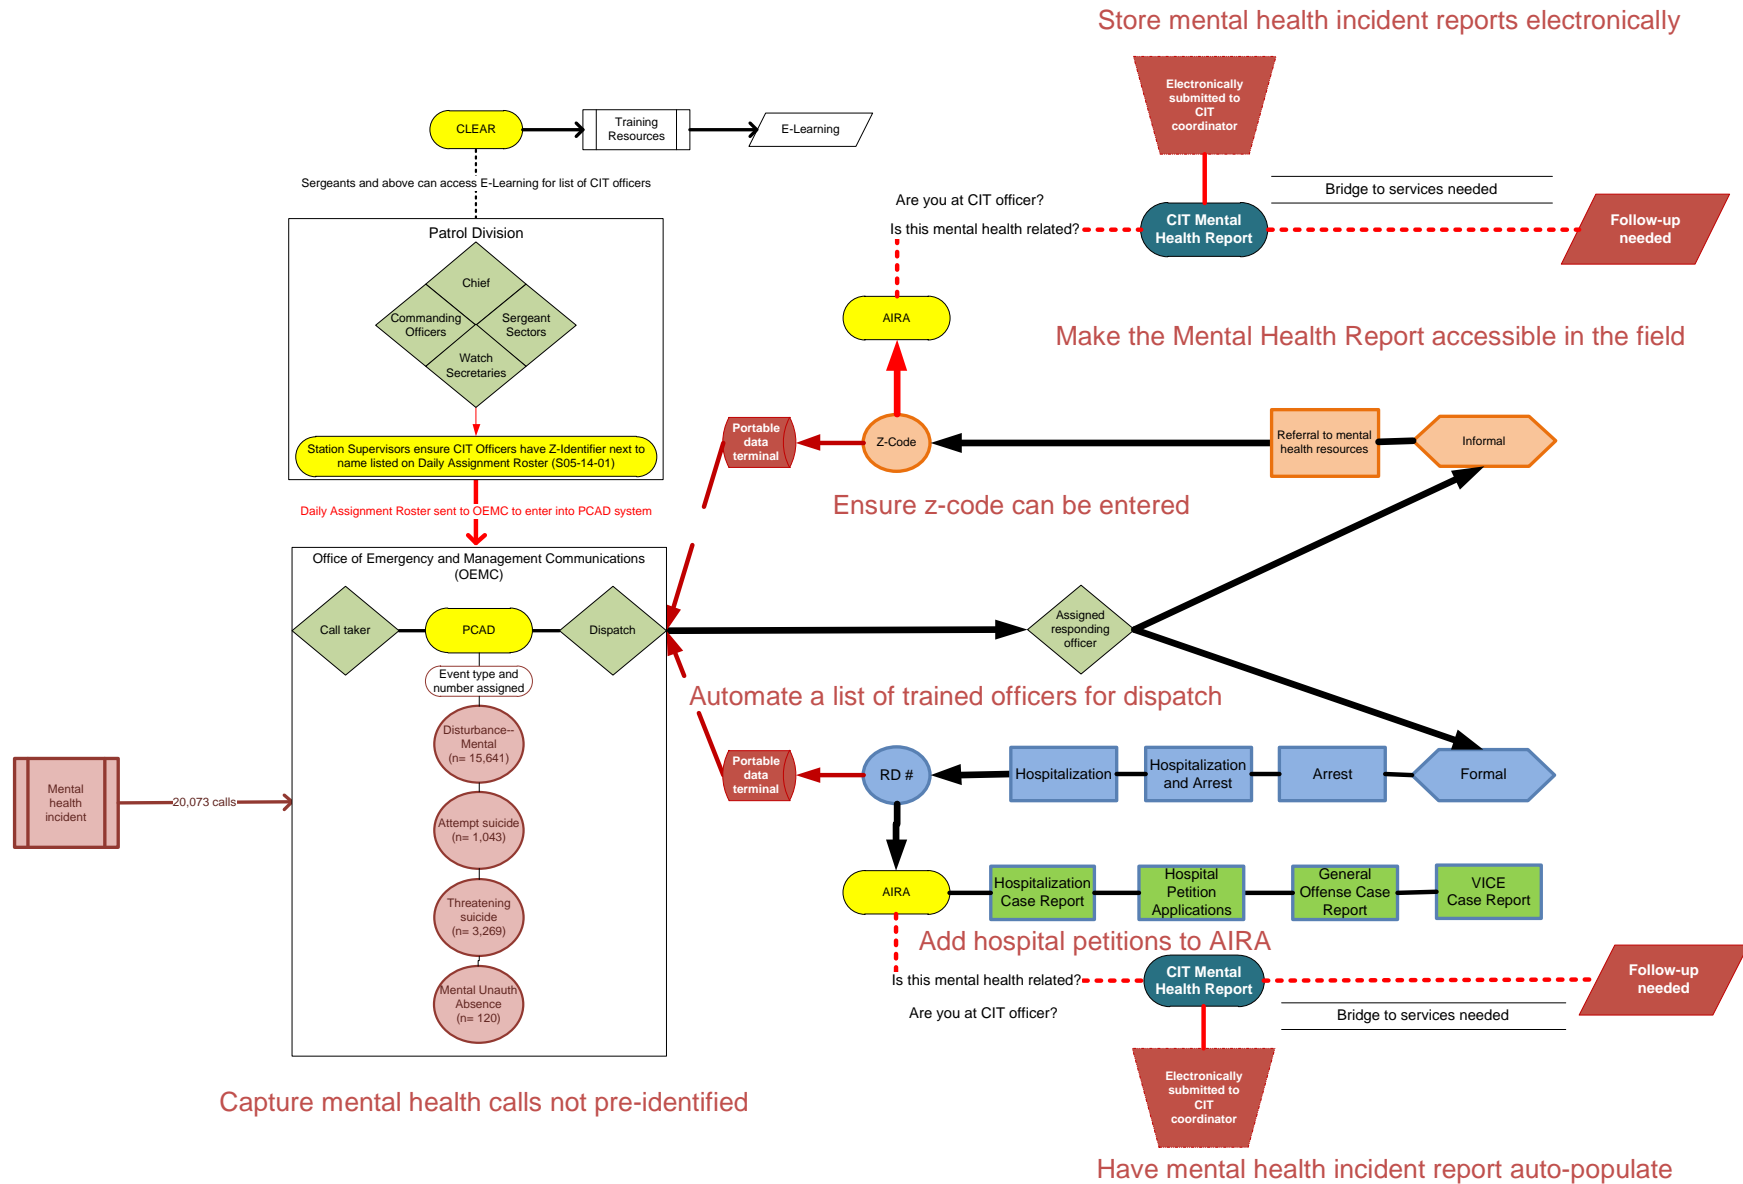 Store mental health incident reports electronically
Electronically
submitted to
CIT
coordinator
CLEAR
Training
Resources
E-Learning
Sergeants and above can access E-Learning for list of CIT officers
Bridge to services needed
Are you at CIT officer?
Is this mental health related?
CIT Mental
Health Report
Follow-up
needed
Patrol Division
Chief
Commanding
Officers
Sergeant
Sectors
Watch
Secretaries
AIRA
Make the Mental Health Report accessible in the field
Station Supervisors ensure CIT Officers have Z-Identifier next to
name listed on Daily Assignment Roster (S05-14-01)
Portable
data
terminal
Z-Code
Referral to mental
health resources
Informal
Ensure z-code can be entered
Daily Assignment Roster sent to OEMC to enter into PCAD system
Office of Emergency and Management Communications
(OEMC)
Call taker
PCAD
Dispatch
Assigned
responding
officer
Event type and
number assigned
Automate a list of trained officers for dispatch
Disturbance--
Mental
(n= 15,641)
Mental
health
incident
20,073 calls
Portable
data
terminal
RD #
Hospitalization
Hospitalization
and Arrest
Arrest
Formal
Attempt suicide
(n= 1,043)
Threatening
suicide
(n= 3,269)
AIRA
Hospitalization
Case Report
Hospital
Petition
Applications
General
Offense Case
Report
VICE
Case Report
Add hospital petitions to AIRA
Mental Unauth
Absence
(n= 120)
Is this mental health related?
CIT Mental
Health Report
Follow-up
needed
Are you at CIT officer?
Bridge to services needed
Electronically
submitted to
CIT
coordinator
Capture mental health calls not pre-identified
Have mental health incident report auto-populate